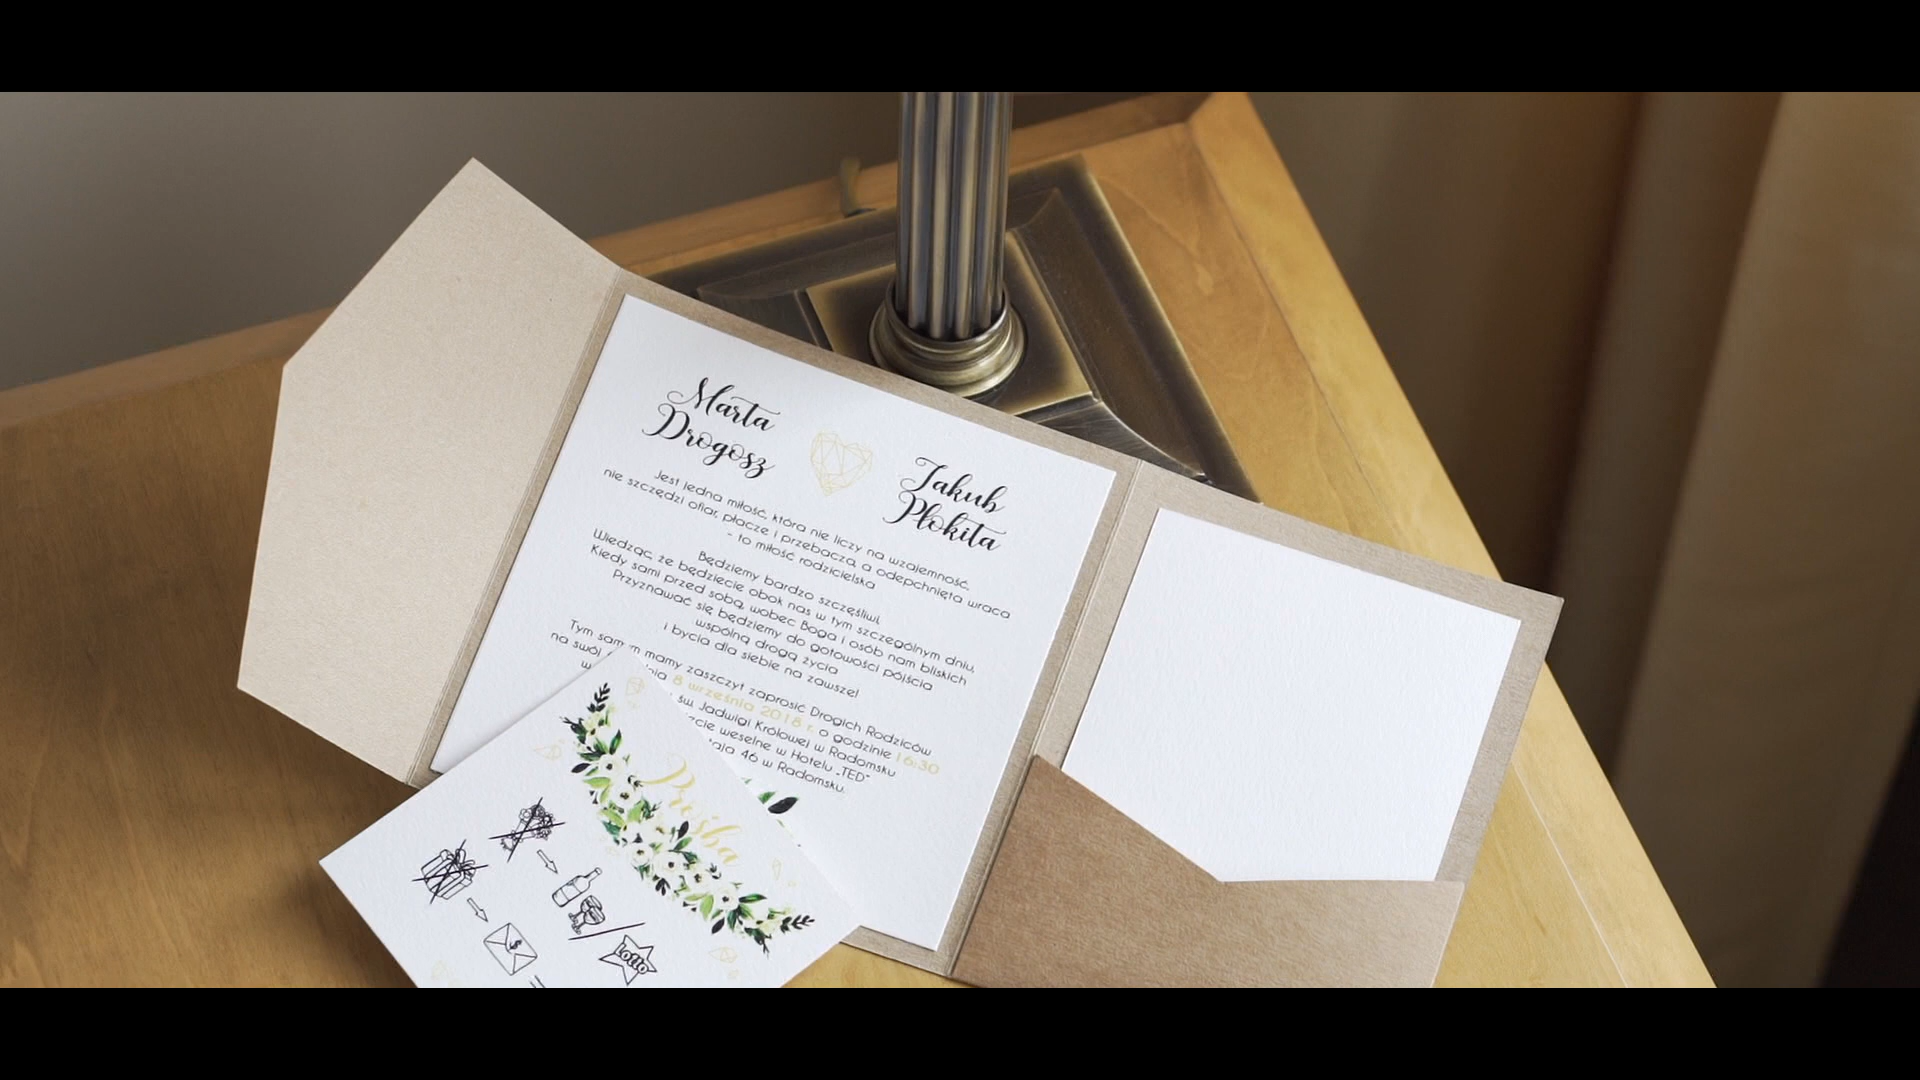 Marta
Drogosz
Jakub
Płokita
Jest jedna miłość, która nie liczy na wzajemność,
nie szczędzi ofiar, płacze i przebacza, a odepchnięta wraca
- to miłość rodzicielska
Będziemy bardzo szczęśliwi,
Wiedząc, że będziecie obok nas w tym szczególnym dniu,
Kiedy sami przed sobą, wobec Boga i osób nam bliskich
Przyznawać się będziemy do gotowości pójścia
wspólną drogą życia
i bycia dla siebie na zawsze!
Tym samym mamy zaszczyt zaprosić Drogich Rodziców
na swój
8 września 2018 r. o godzinie 16:30
w św. Jadwigi Królowej w Radomsku
weselne w Hotelu „TED”
46 w Radomsku.
Prośba
$
lotto